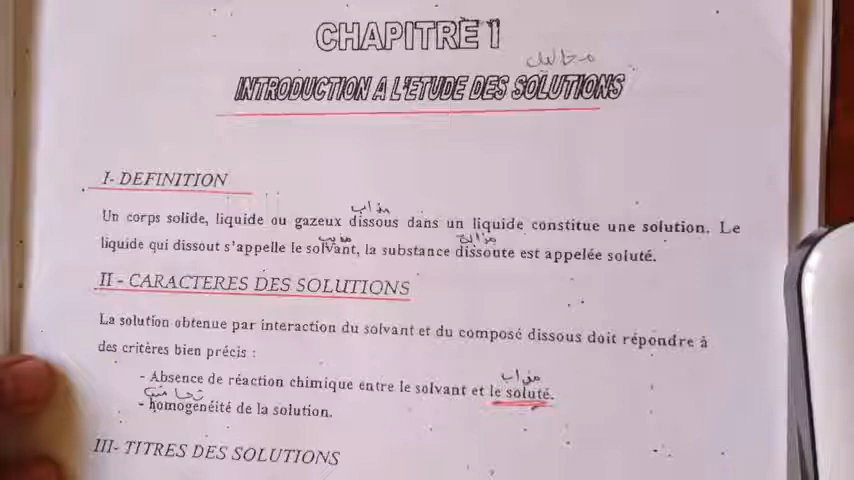 CHAPITRE 1
محاليل
INTRODUCTION A L'ETUDE DES SOLUTIONS
I- DEFINITION
مذاب
Un corps solide, liquide ou gazeux dissous dans un liquide constitue une solution. Le
مذيب
liquide qui dissout s'appelle le solvant, la substance dissoute est appelée soluté.
II - CARACTERES DES SOLUTIONS
La solution obtenue par interaction du solvant et du composé dissous doit répondre à
des critères bien précis :
مذاب
- Absence de réaction chimique entre le solvant et le soluté.
- homogénéité de la solution.
III- TITRES DES SOLUTIONS